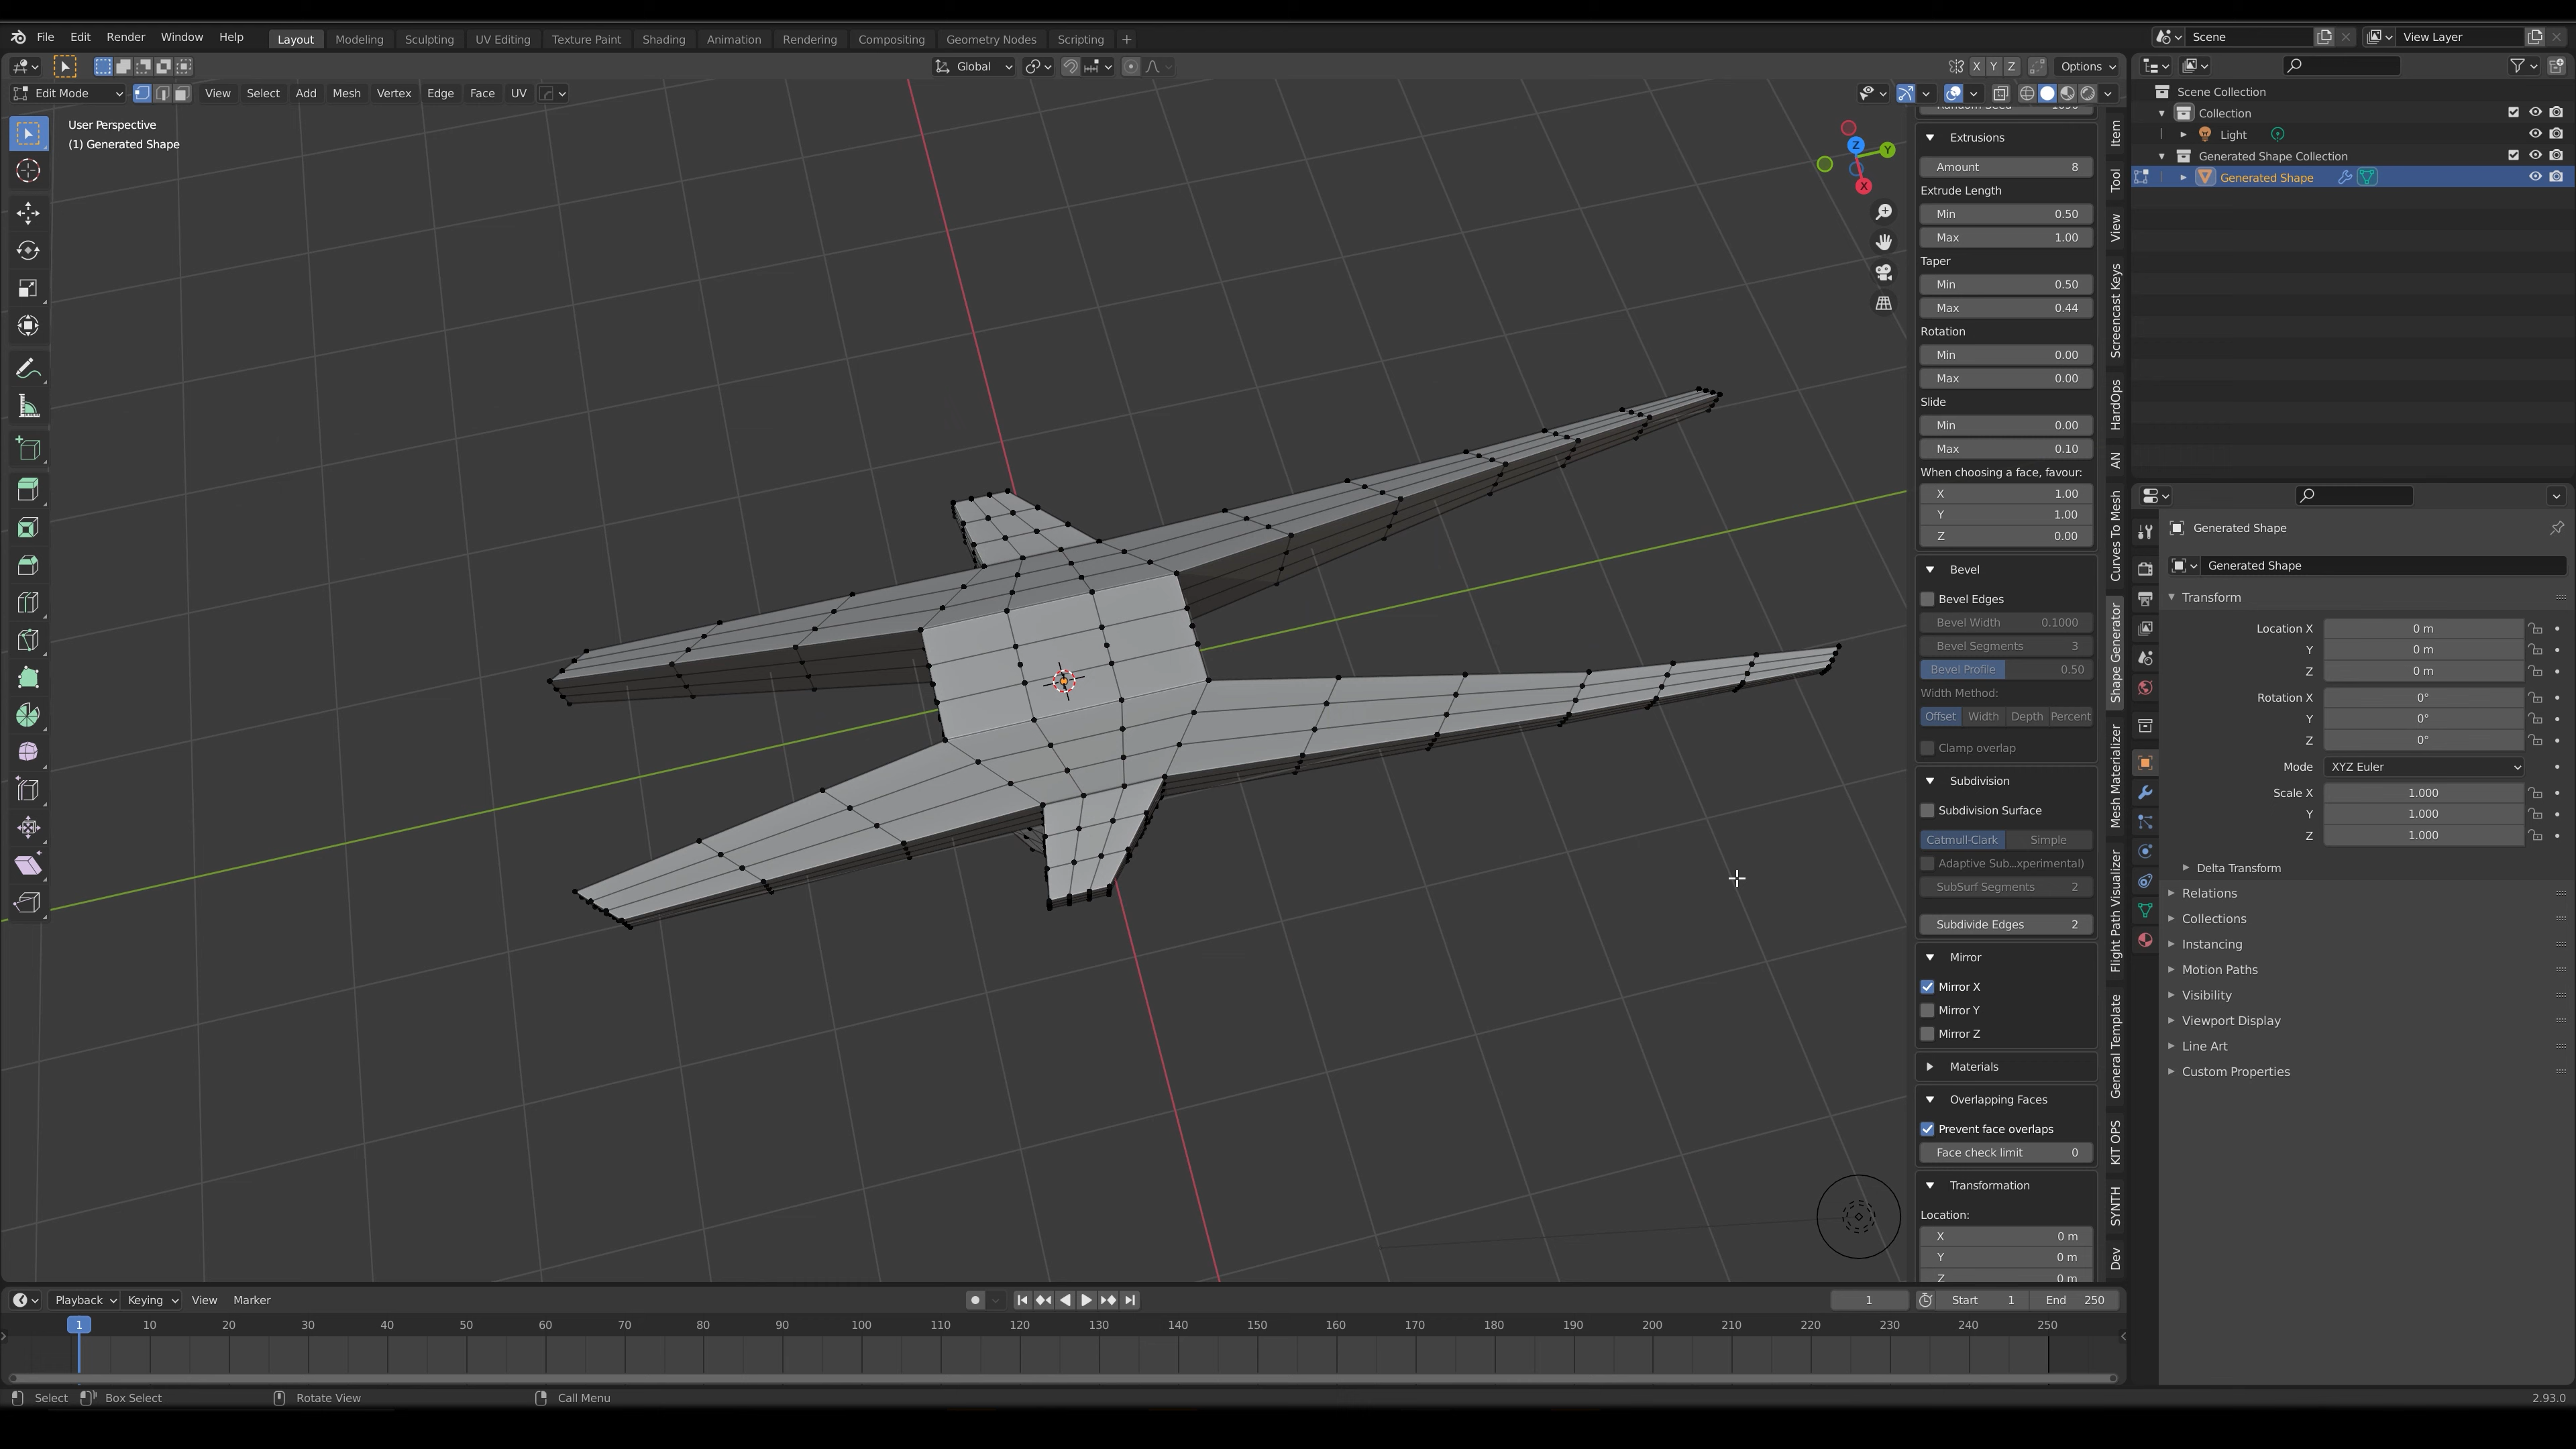 File Edit Render Window Help Layout Modeling Sculpting UV Editing Texture Paint Shading Animation Rendering Compositing Geometry Nodes Scripting +
Scene View Layer
Global X Y Z Options
Edit Mode View Select Add Mesh Vertex Edge Face UV
User Perspective
(1) Generated Shape
Z Y X
Extrusions
Amount 8
Extrude Length
Min 0.50
Max 1.00
Taper
Min 0.50
Max 0.44
Rotation
Min 0.00
Max 0.00
Slide
Min 0.00
Max 0.10
When choosing a face, favour:
X 1.00
Y 1.00
Z 0.00
Bevel
Bevel Edges
Bevel Width 0.1000
Bevel Segments 3
Bevel Profile 0.50
Width Method:
Offset Width Depth Percent
Clamp overlap
Subdivision
Subdivision Surface
Catmull-Clark Simple
Adaptive Sub...xperimental)
SubSurf Segments 2
Subdivide Edges 2
Mirror
Mirror X
Mirror Y
Mirror Z
Materials
Overlapping Faces
Prevent face overlaps
Face check limit 0
Transformation
Location:
X 0 m
Y 0 m
Z 0 m
Item
Tool
View
Screencast Keys
HardOps
AN
Curves To Mesh
Shape Generator
Mesh Materializer
Flight Path Visualizer
General Template
KIT OPS
SYNTH
Dev
Scene Collection
Collection
Light
Generated Shape Collection
Generated Shape
Generated Shape
Generated Shape
Transform
Location X 0 m
Y 0 m
Z 0 m
Rotation X 0°
Y 0°
Z 0°
Mode XYZ Euler
Scale X 1.000
Y 1.000
Z 1.000
Delta Transform
Relations
Collections
Instancing
Motion Paths
Visibility
Viewport Display
Line Art
Custom Properties
Playback Keying View Marker 1 Start 1 End 250
1 10 20 30 40 50 60 70 80 90 100 110 120 130 140 150 160 170 180 190 200 210 220 230 240 250
Select Box Select Rotate View Call Menu 2.93.0